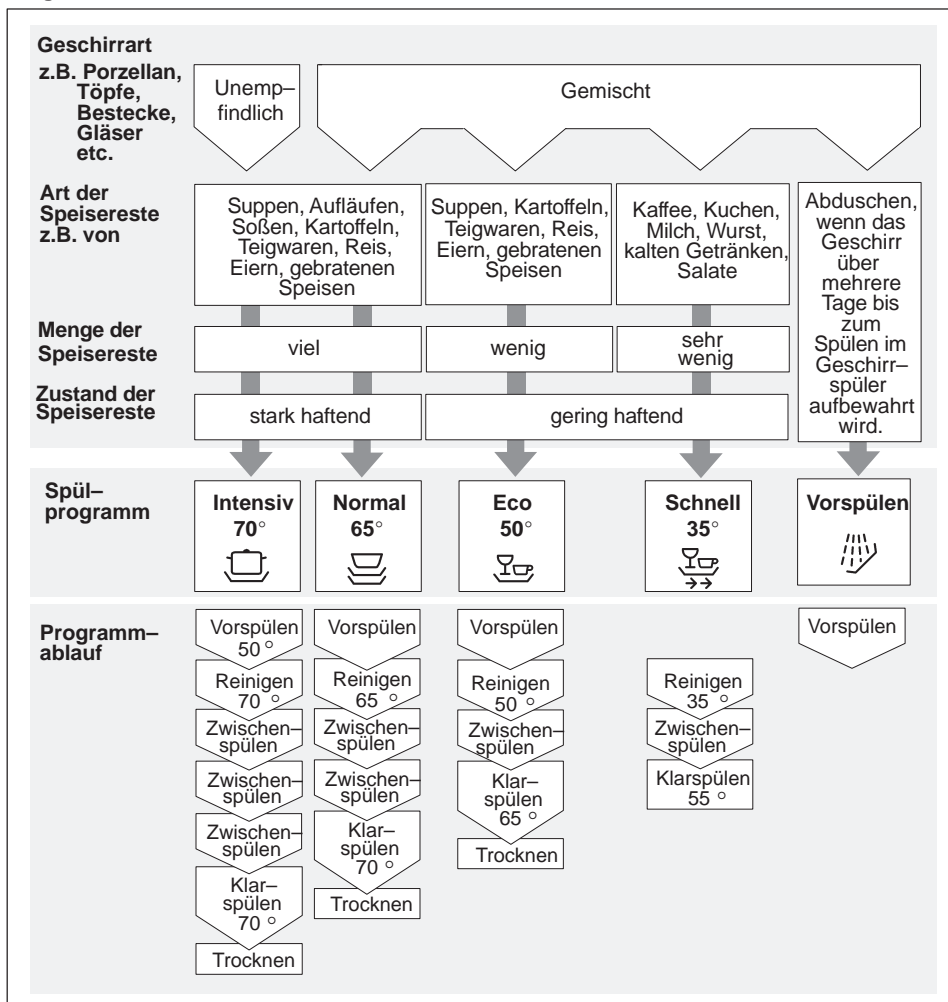 Geschirrart
z.B. Porzellan,
Töpfe,
Bestecke,
Gläser
etc.
Unemp–
findlich
Gemischt
Art der
Speisereste
z.B. von
Suppen, Aufläufen,
Soßen, Kartoffeln,
Teigwaren, Reis,
Eiern, gebratenen
Speisen
Suppen, Kartoffeln,
Teigwaren, Reis,
Eiern, gebratenen
Speisen
Kaffee, Kuchen,
Milch, Wurst,
kalten Getränken,
Salate
Abduschen,
wenn das
Geschirr
über
mehrere
Tage bis
zum
Spülen im
Geschirr–
spüler
aufbewahrt
wird.
Menge der
Speisereste
viel
wenig
sehr
wenig
Zustand der
Speisereste
stark haftend
gering haftend
Spül–
programm
Intensiv
70°
Normal
65°
Eco
50°
Schnell
35°
Vorspülen
Programm–
ablauf
Vorspülen
50 °
Reinigen
70 °
Zwischen–
spülen
Zwischen–
spülen
Zwischen–
spülen
Klar–
spülen
70 °
Trocknen
Vorspülen
Reinigen
65 °
Zwischen–
spülen
Zwischen–
spülen
Klar–
spülen
70 °
Trocknen
Vorspülen
Reinigen
50 °
Zwischen–
spülen
Klar–
spülen
65 °
Trocknen
Reinigen
35 °
Zwischen–
spülen
Klarspülen
55 °
Vorspülen